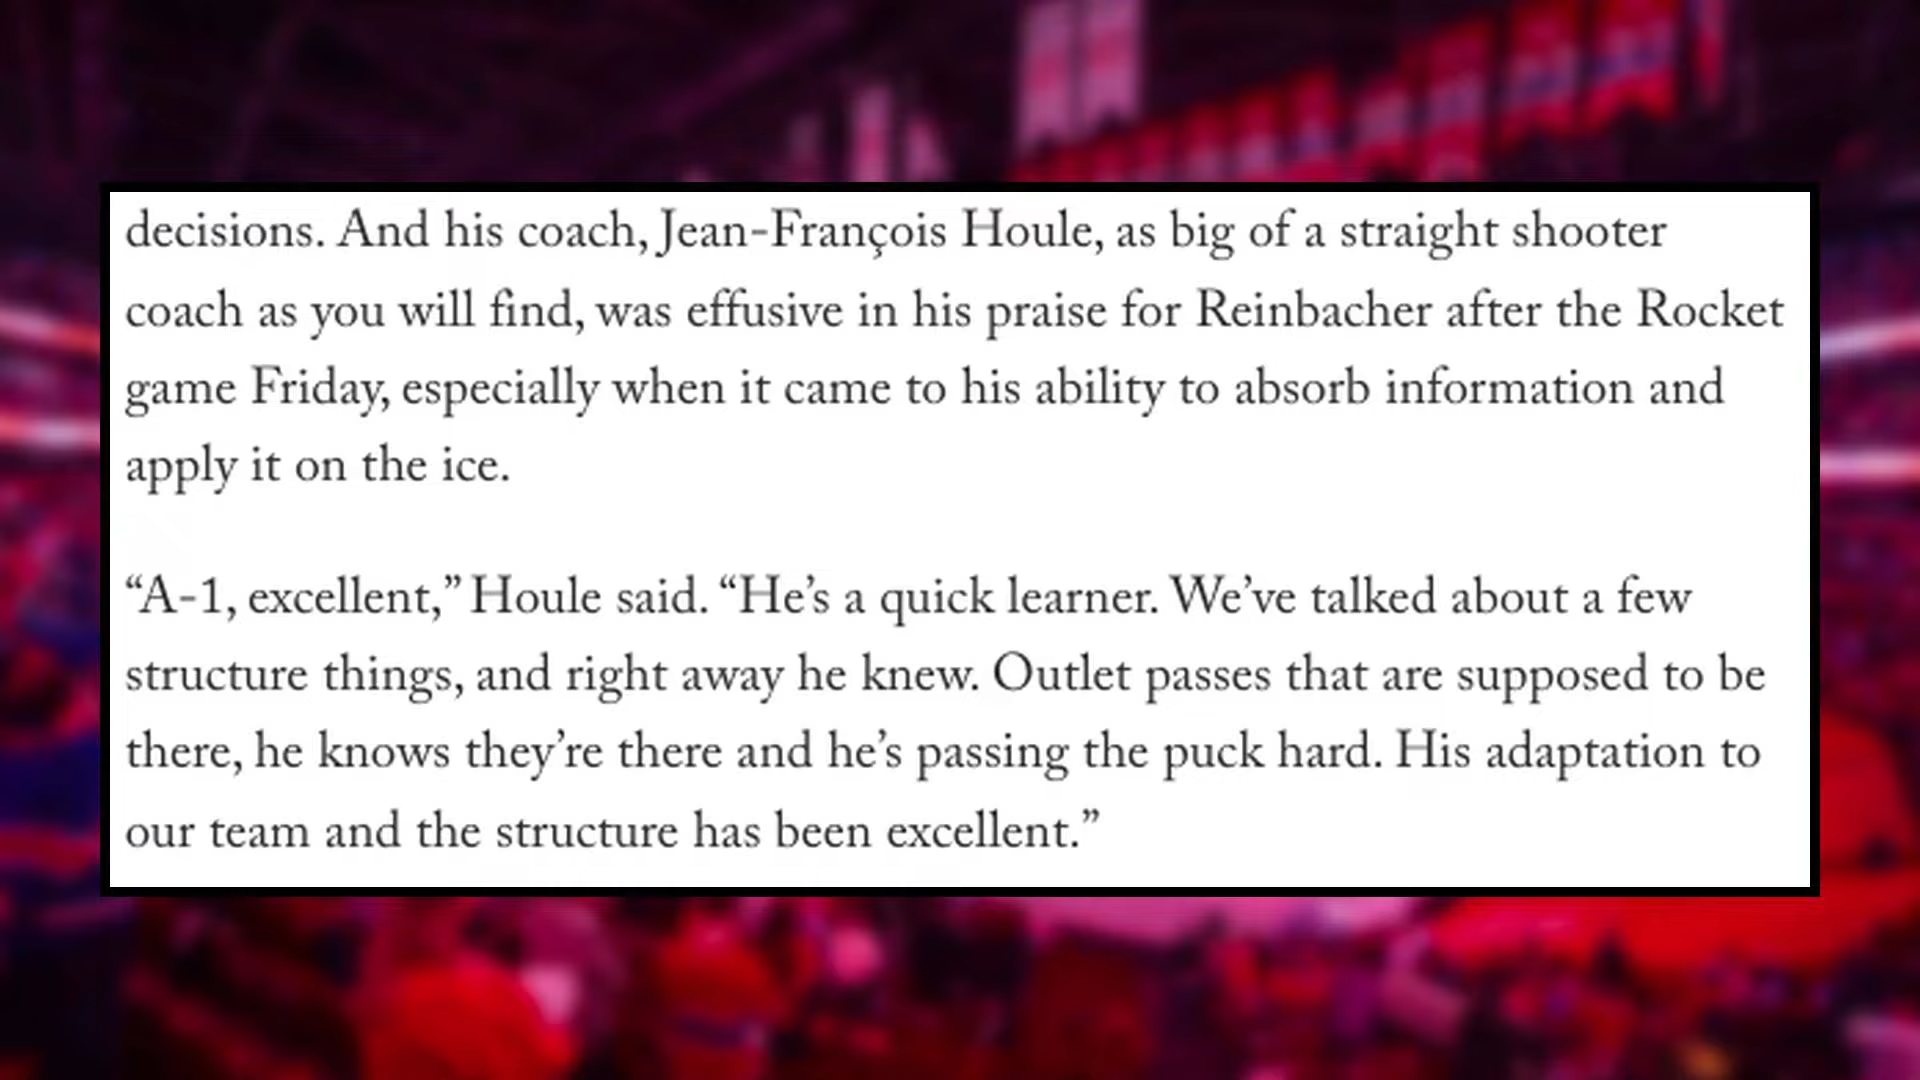 decisions. And his coach, Jean-François Houle, as big of a straight shooter
coach as you will find, was effusive in his praise for Reinbacher after the Rocket
game Friday, especially when it came to his ability to absorb information and
apply it on the ice.
“A-1, excellent,” Houle said. “He’s a quick learner. We’ve talked about a few
structure things, and right away he knew. Outlet passes that are supposed to be
there, he knows they’re there and he’s passing the puck hard. His adaptation to
our team and the structure has been excellent.”